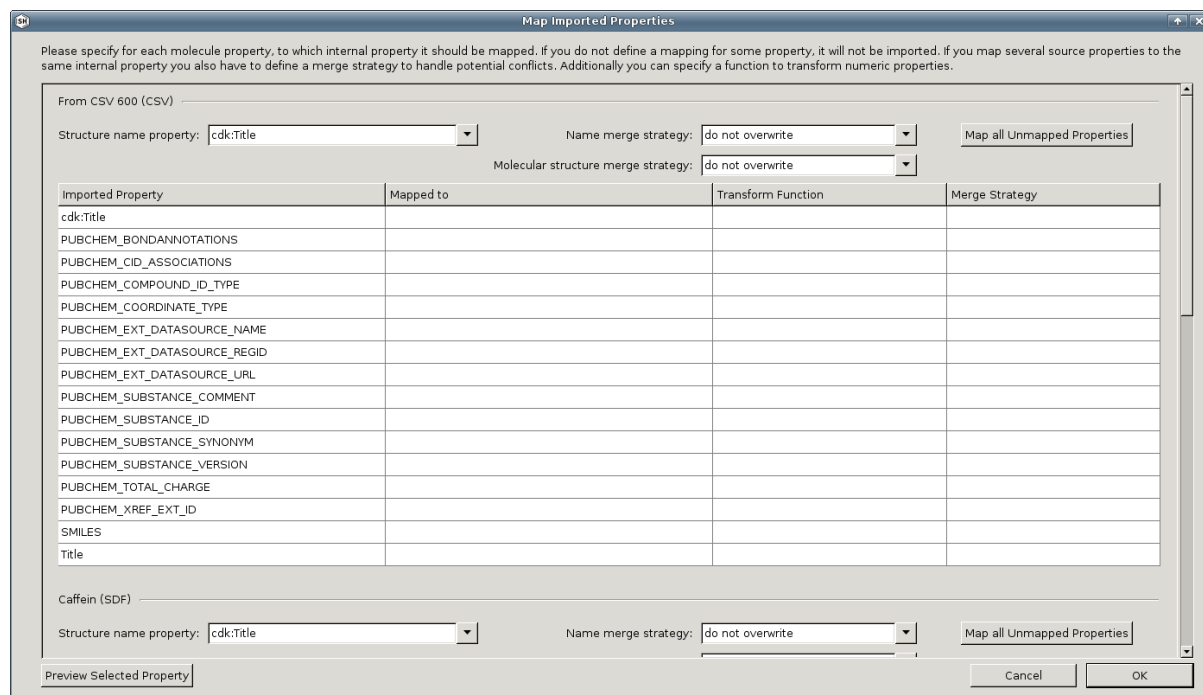 SH
Map Imported Properties
Please specify for each molecule property, to which internal property it should be mapped. If you do not define a mapping for some property, it will not be imported. If you map several source properties to the
same internal property you also have to define a merge strategy to handle potential conflicts. Additionally you can specify a function to transform numeric properties.
From CSV 600 (CSV)
Structure name property: cdk:Title Name merge strategy: do not overwrite Map all Unmapped Properties
Molecular structure merge strategy: do not overwrite
Imported Property Mapped to Transform Function Merge Strategy
cdk:Title
PUBCHEM_BONDANNOTATIONS
PUBCHEM_CID_ASSOCIATIONS
PUBCHEM_COMPOUND_ID_TYPE
PUBCHEM_COORDINATE_TYPE
PUBCHEM_EXT_DATASOURCE_NAME
PUBCHEM_EXT_DATASOURCE_REGID
PUBCHEM_EXT_DATASOURCE_URL
PUBCHEM_SUBSTANCE_COMMENT
PUBCHEM_SUBSTANCE_ID
PUBCHEM_SUBSTANCE_SYNONYM
PUBCHEM_SUBSTANCE_VERSION
PUBCHEM_TOTAL_CHARGE
PUBCHEM_XREF_EXT_ID
SMILES
Title
Caffein (SDF)
Structure name property: cdk:Title Name merge strategy: do not overwrite Map all Unmapped Properties
Preview Selected Property Cancel OK